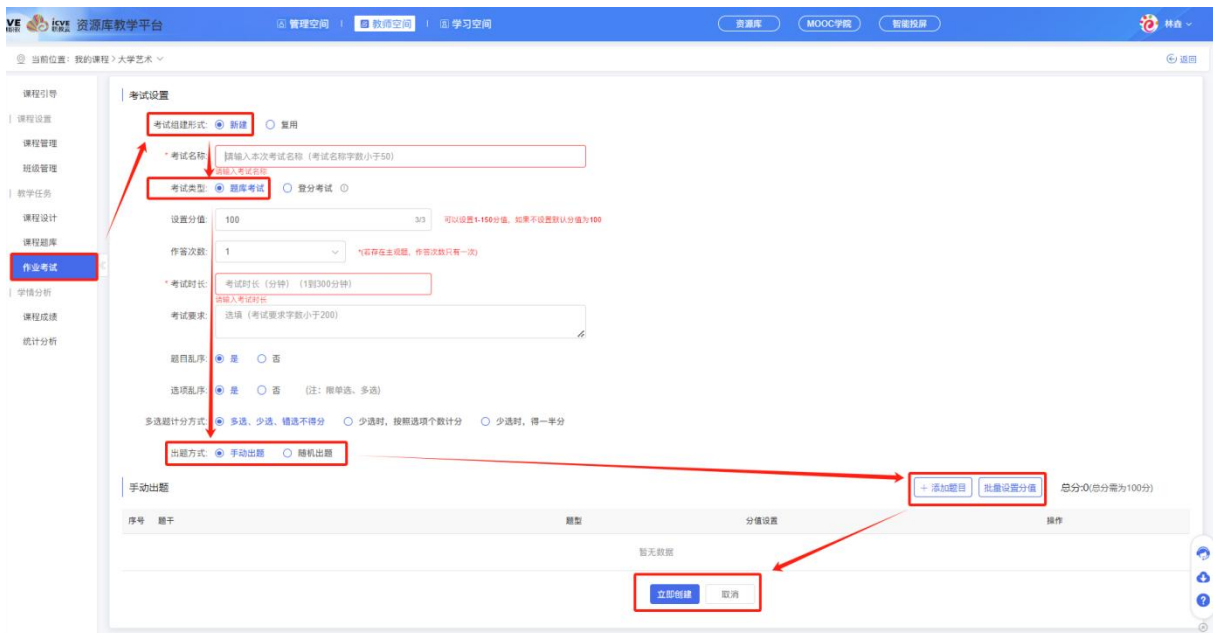 icve 资源库教学平台 管理空间 教师空间 学习空间 资源库 MOOC学院 智能投屏 林鑫
当前位置：我的课程 > 大学艺术 返回
课程引导
课程设置
课程管理
班级管理
教学任务
课程设计
课程题库
作业考试
学情分析
课程成绩
统计分析
考试设置
考试组建形式: 新建 复用
* 考试名称: 请输入本次考试名称（考试名称字数小于50）
请输入考试名称
考试类型: 题库考试 登分考试
设置分值: 100 3/3 可以设置1-150分值，如果不设置默认分值为100
作答次数: 1 *(若存在主观题，作答次数只有一次)
* 考试时长: 考试时长（分钟）（1到300分钟）
请输入考试时长
考试要求: 选填（考试要求字数小于200）
题目乱序: 是 否
选项乱序: 是 否 (注：限单选、多选)
多选题计分方式: 多选、少选、错选不得分 少选时，按照选项个数计分 少选时，得一半分
出题方式: 手动出题 随机出题
手动出题 + 添加题目 批量设置分值 总分:0(总分需为100分)
序号 题干 题型 分值设置 操作
暂无数据
立即创建 取消